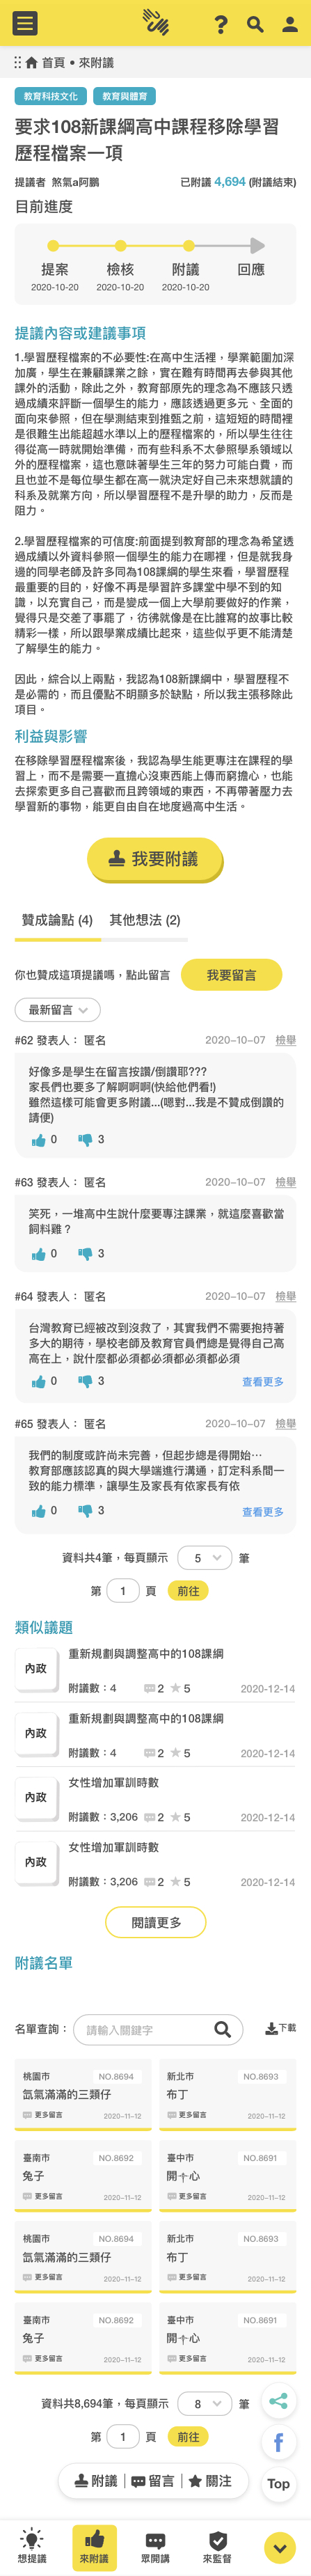 首頁 • 來附議
教育科技文化 教育與體育
要求108新課綱高中課程移除學習
歷程檔案一項
提議者 煞氣a阿鵬 已附議 4,694 (附議結束)
目前進度
提案 檢核 附議 回應
2020-10-20 2020-10-20 2020-10-20
提議內容或建議事項
1.學習歷程檔案的不必要性:在高中生活裡，學業範圍加深
加廣，學生在兼顧課業之餘，實在難有時間再去參與其他
課外的活動，除此之外，教育部原先的理念為不應該只透
過成績來評斷一個學生的能力，應該透過更多元、全面的
面向來參照，但在學測結束到推甄之前，這短短的時間裡
是很難生出能超越水準以上的歷程檔案的，所以學生往往
得從高一時就開始準備，而有些科系不太參照學系領域以
外的歷程檔案，這也意味著學生三年的努力可能白費，而
且也並不是每位學生都在高一就決定好自己未來想就讀的
科系及就業方向，所以學習歷程不是升學的助力，反而是
阻力。
2.學習歷程檔案的可信度:前面提到教育部的理念為希望透
過成績以外資料參照一個學生的能力在哪裡，但是就我身
邊的同學老師及許多同為108課綱的學生來看，學習歷程
最重要的目的，好像不再是學習許多課堂中學不到的知
識，以充實自己，而是變成一個上大學前要做好的作業，
覺得只是交差了事罷了，彷彿就像是在比誰寫的故事比較
精彩一樣，所以跟學業成績比起來，這些似乎更不能清楚
了解學生的能力。
因此，綜合以上兩點，我認為108新課綱中，學習歷程不
是必需的，而且優點不明顯多於缺點，所以我主張移除此
項目。
利益與影響
在移除學習歷程檔案後，我認為學生能更專注在課程的學
習上，而不是需要一直擔心沒東西能上傳而窮擔心，也能
去探索更多自己喜歡而且跨領域的東西，不再帶著壓力去
學習新的事物，能更自由自在地度過高中生活。
我要附議
贊成論點 (4) 其他想法 (2)
你也贊成這項提議嗎，點此留言 我要留言
最新留言
#62 發表人： 匿名 2020-10-07 檢舉
好像多是學生在留言按讚/倒讚耶???
家長們也要多了解啊啊啊(快給他們看!)
雖然這樣可能會更多附議...(嗯對...我是不贊成倒讚的
請便)
0 3
#63 發表人： 匿名 2020-10-07 檢舉
笑死，一堆高中生說什麼要專注課業，就這麼喜歡當
飼料雞？
0 3
#64 發表人： 匿名 2020-10-07 檢舉
台灣教育已經被改到沒救了，其實我們不需要抱持著
多大的期待，學校老師及教育官員們總是覺得自己高
高在上，說什麼都必須都必須都必須都必須
0 3 查看更多
#65 發表人： 匿名 2020-10-07 檢舉
我們的制度或許尚未完善，但起步總是得開始⋯
教育部應該認真的與大學端進行溝通，訂定科系間一
致的能力標準，讓學生及家長有依家長有依
0 3 查看更多
資料共4筆，每頁顯示 5 筆
第 1 頁 前往
類似議題
內政 重新規劃與調整高中的108課綱
附議數：4 2 5 2020-12-14
內政 重新規劃與調整高中的108課綱
附議數：4 2 5 2020-12-14
內政 女性增加軍訓時數
附議數：3,206 2 5 2020-12-14
內政 女性增加軍訓時數
附議數：3,206 2 5 2020-12-14
閱讀更多
附議名單
名單查詢： 請輸入關鍵字 下載
桃園市 NO.8694 新北市 NO.8693
氙氣滿滿的三類仔 布丁
更多留言 2020-11-12 更多留言 2020-11-12
臺南市 NO.8692 臺中市 NO.8691
兔子 開╋心
更多留言 2020-11-12 更多留言 2020-11-12
桃園市 NO.8694 新北市 NO.8693
氙氣滿滿的三類仔 布丁
更多留言 2020-11-12 更多留言 2020-11-12
臺南市 NO.8692 臺中市 NO.8691
兔子 開╋心
更多留言 2020-11-12 更多留言 2020-11-12
資料共8,694筆，每頁顯示 8 筆
第 1 頁 前往
附議 留言 關注 Top
想提議 來附議 眾開講 來監督